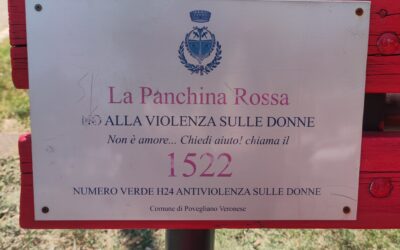 La Panchina Rossa
NO ALLA VIOLENZA SULLE DONNE
Non è amore... Chiedi aiuto! chiama il
1522
NUMERO VERDE H24 ANTIVIOLENZA SULLE DONNE
Comune di Povegliano Veronese